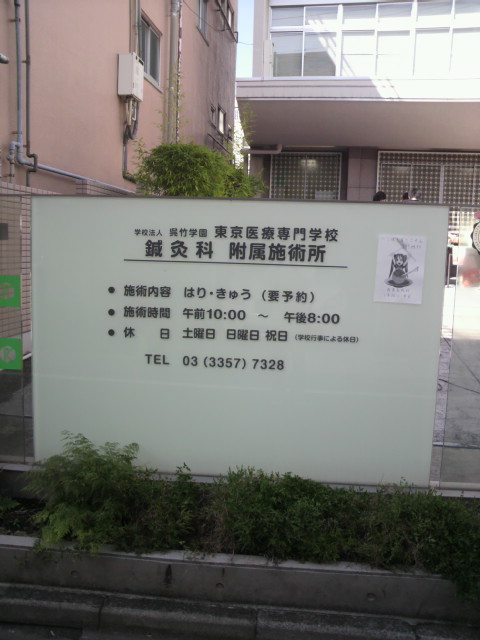 学校法人 呉竹学園 東京医療専門学校
鍼灸科 附属施術所
● 施術内容 はり・きゅう (要予約)
● 施術時間 午前10:00 ～ 午後8:00
● 休 日 土曜日 日曜日 祝日 (学校行事による休日)
TEL 03 (3357) 7328